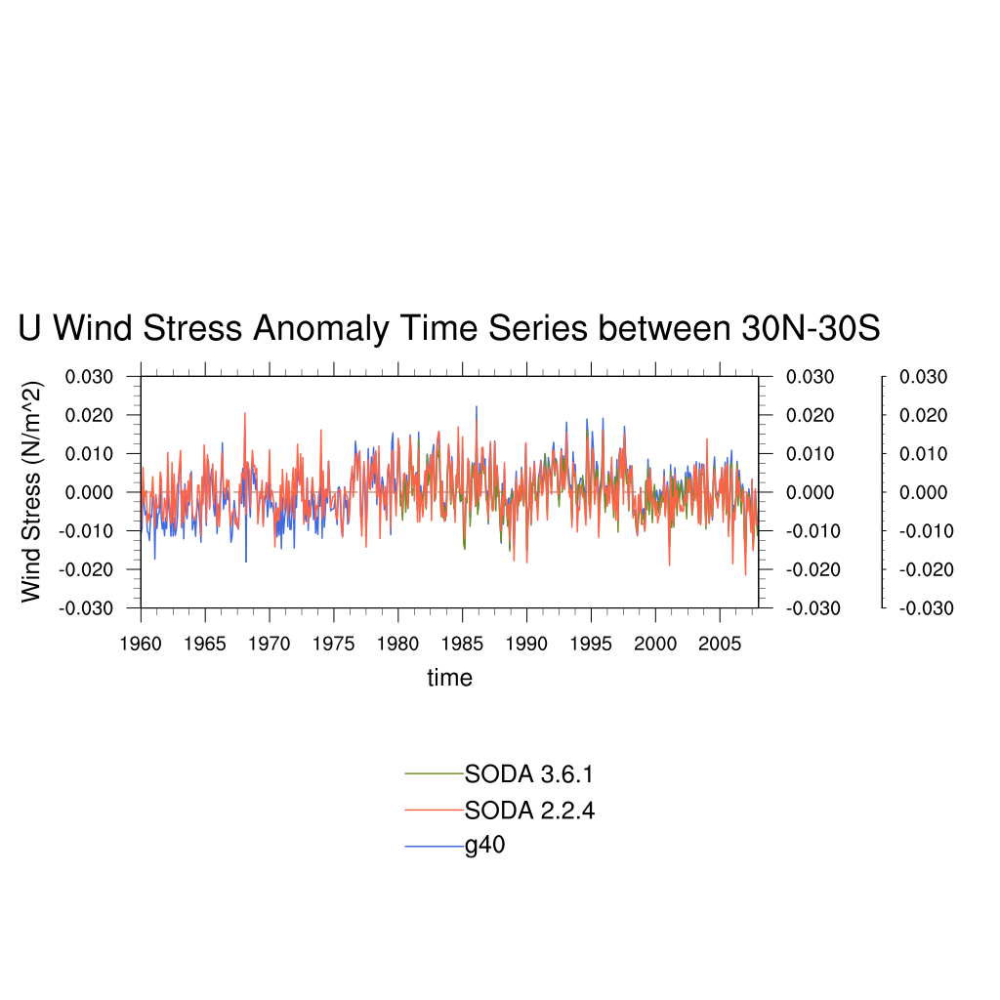 U Wind Stress Anomaly Time Series between 30N-30S
Wind Stress (N/m^2)
0.030 0.030 0.030
0.020 0.020 0.020
0.010 0.010 0.010
0.000 0.000 0.000
-0.010 -0.010 -0.010
-0.020 -0.020 -0.020
-0.030 -0.030 -0.030
1960 1965 1970 1975 1980 1985 1990 1995 2000 2005
time
SODA 3.6.1
SODA 2.2.4
g40